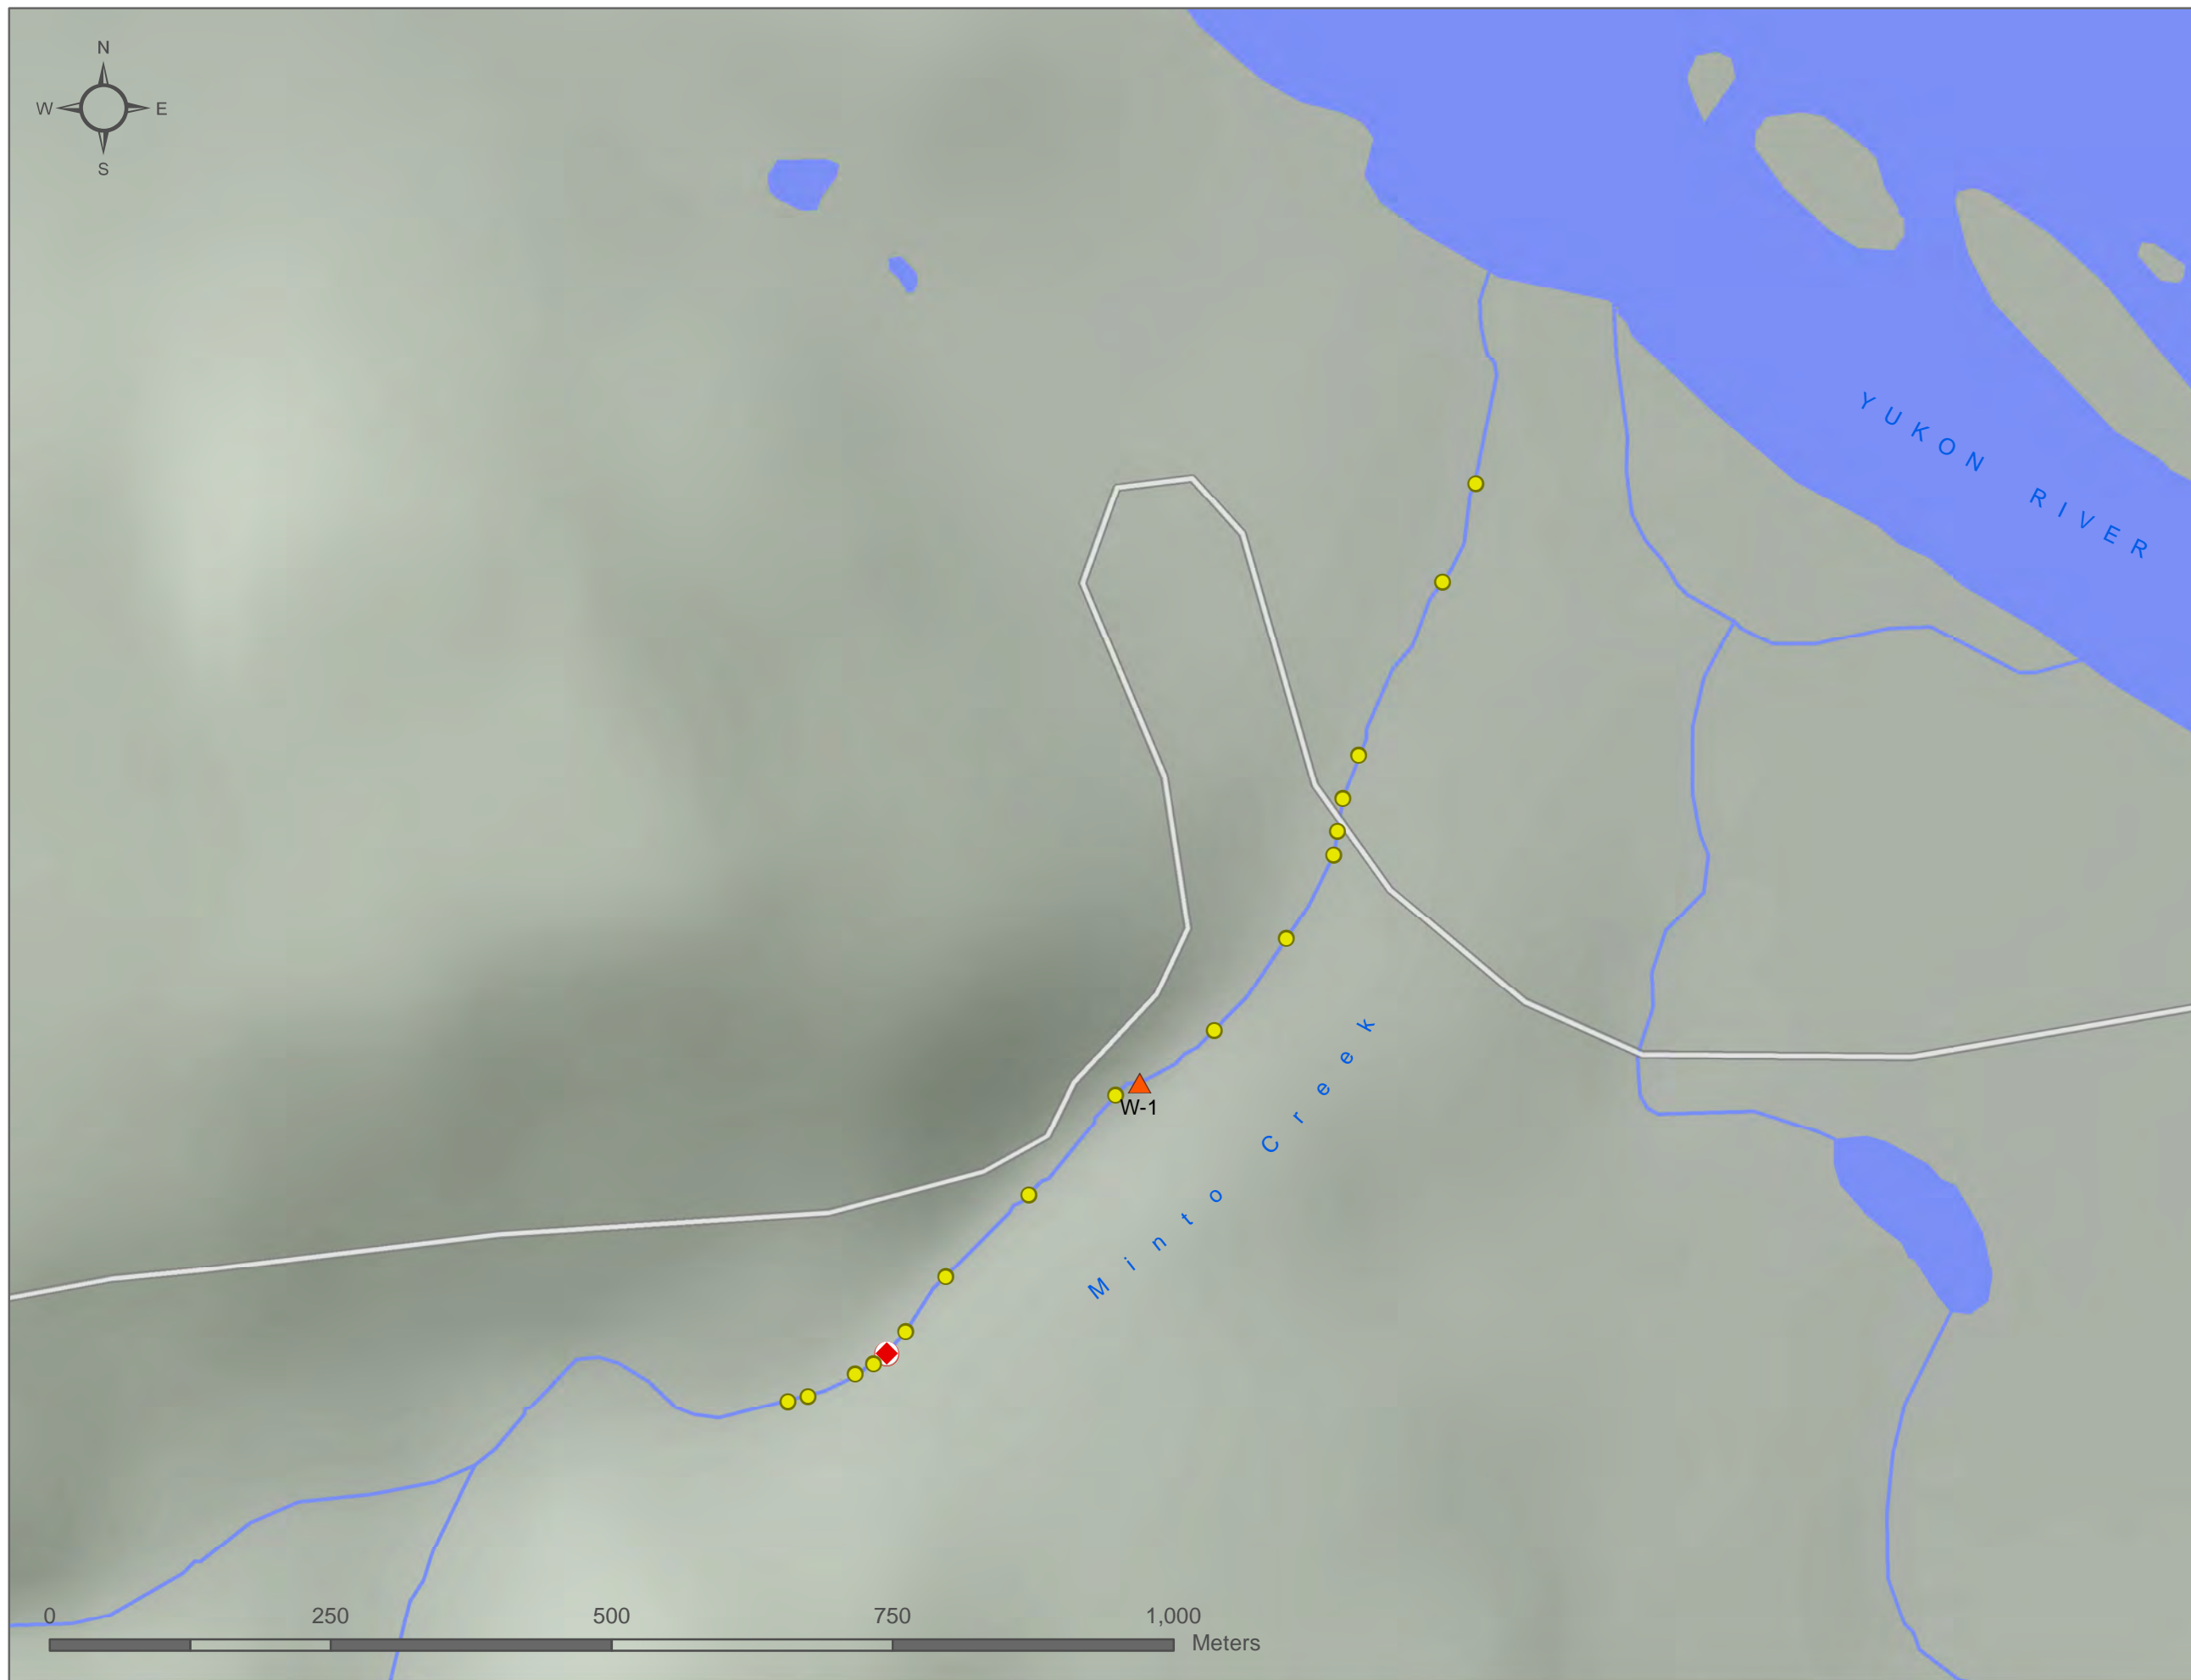 N
W E
S
YUKON RIVER
Minto Creek
W-1
0 250 500 750 1,000
Meters